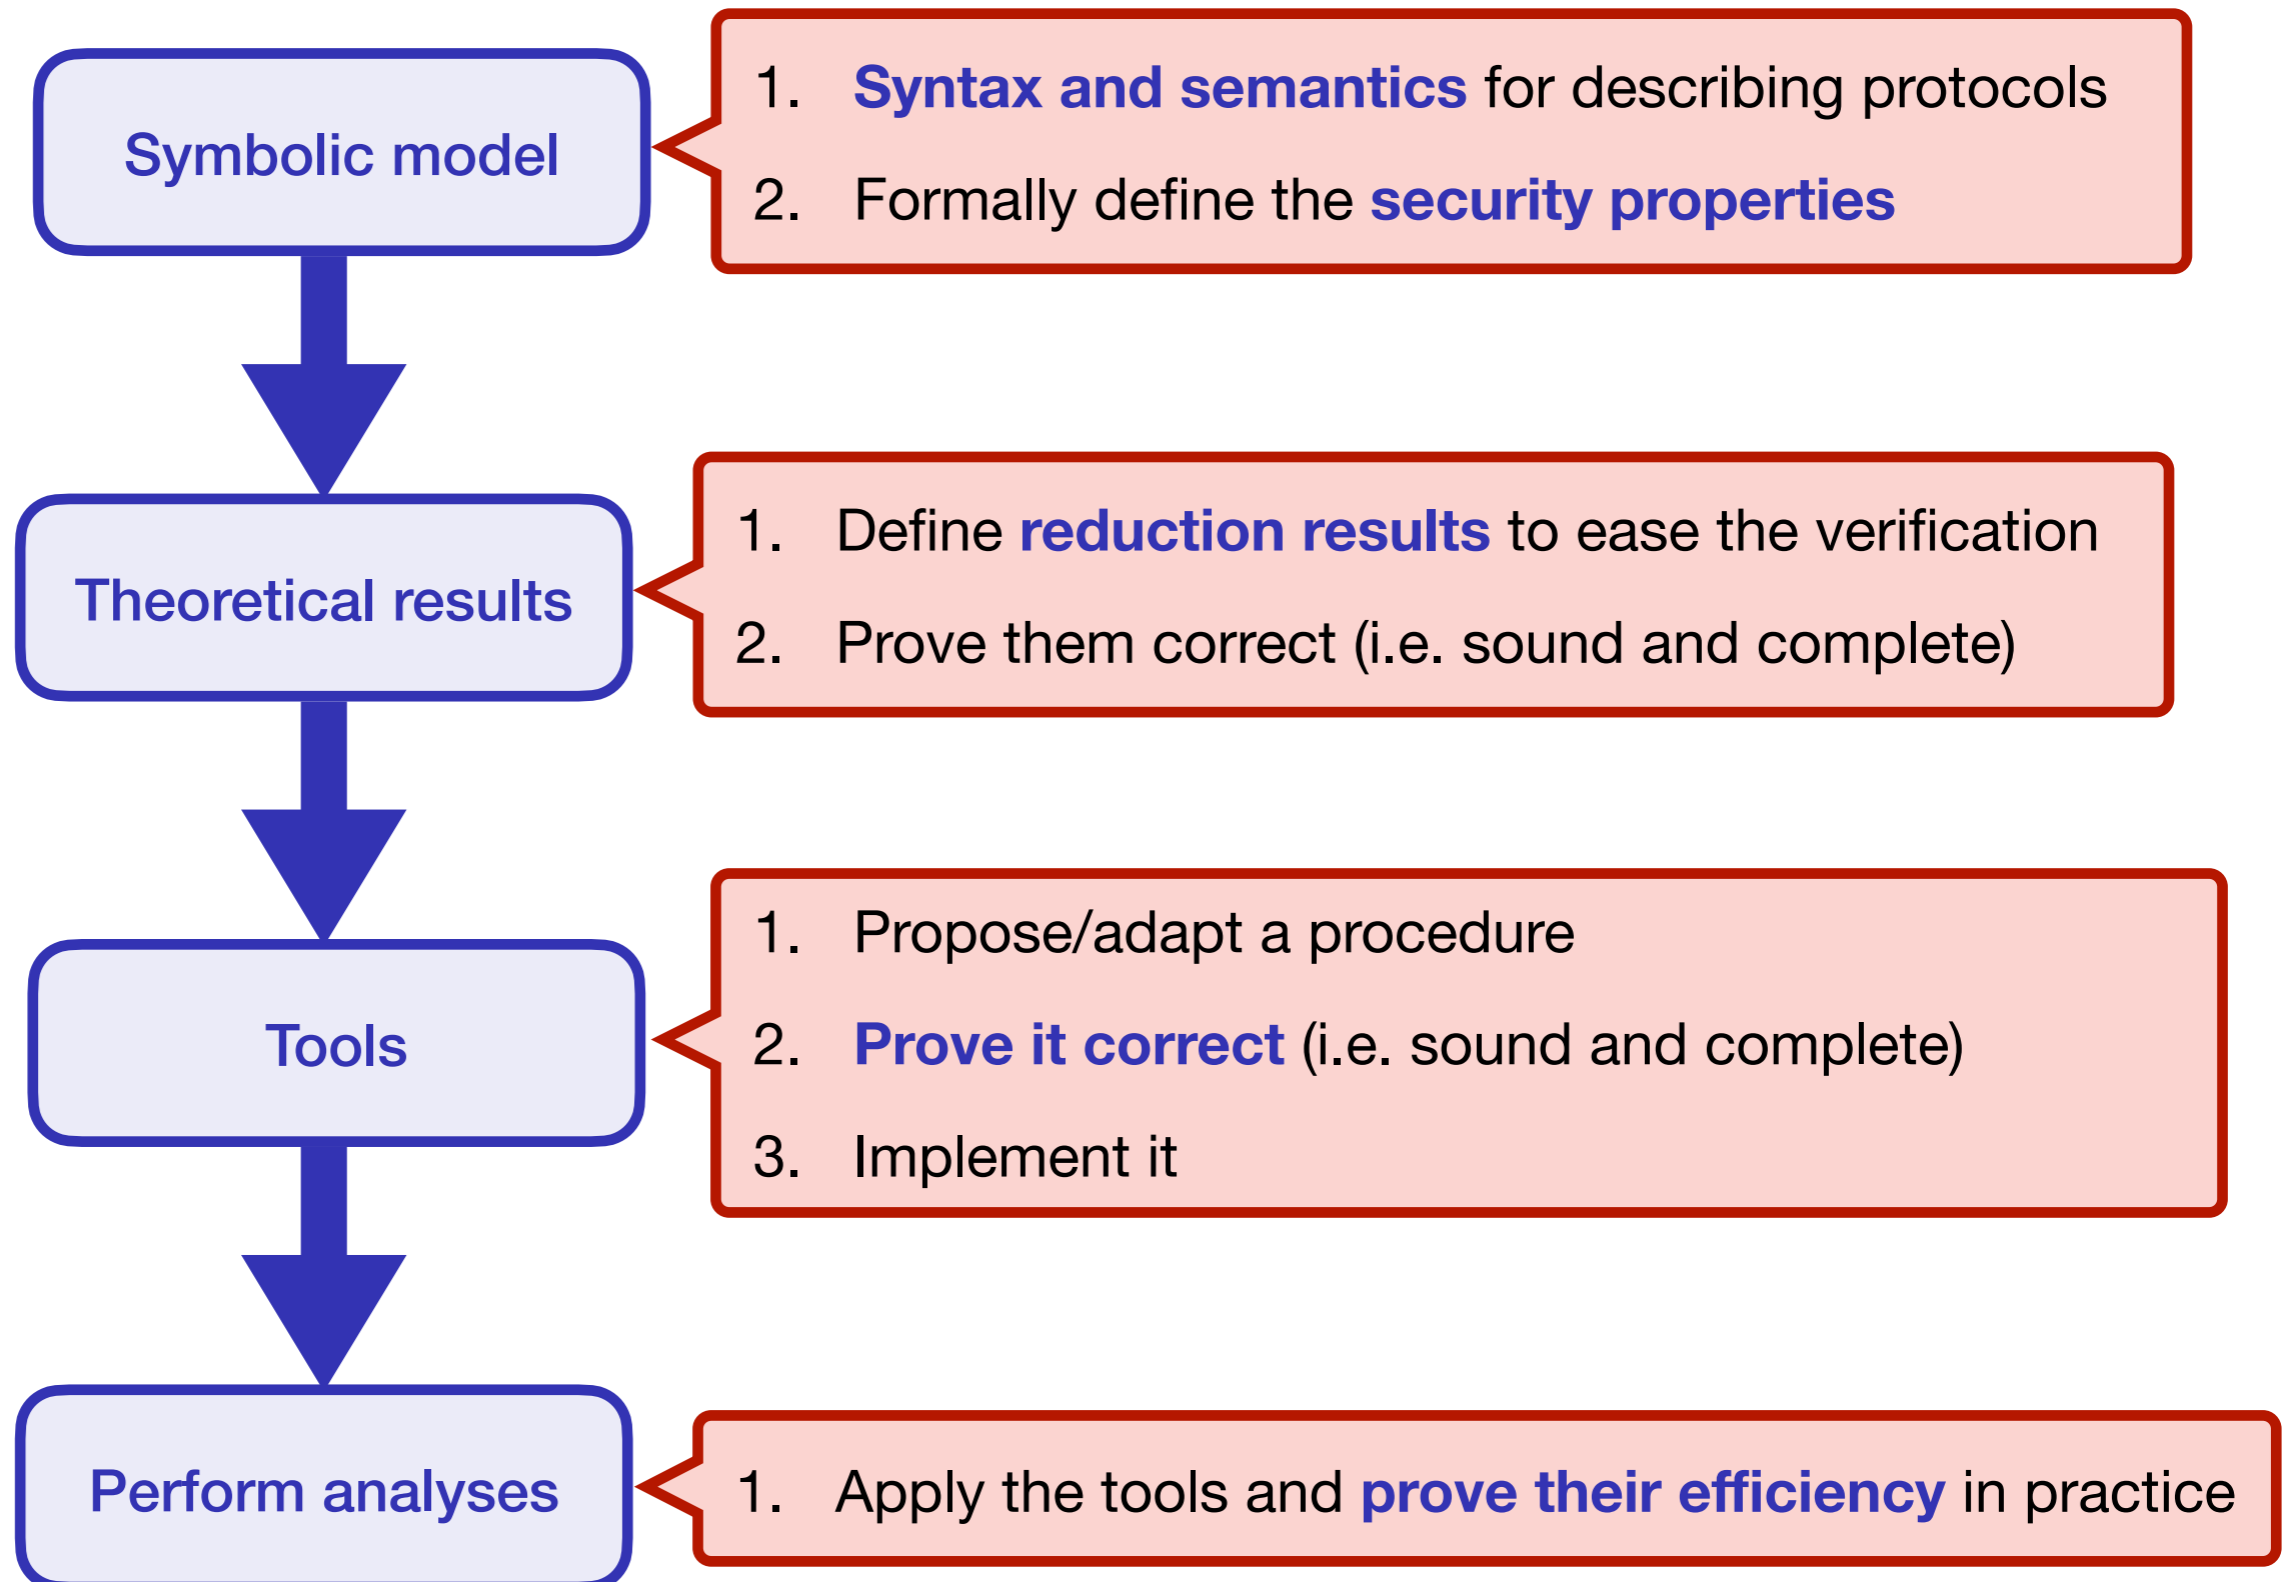 Symbolic model
1. Syntax and semantics for describing protocols
2. Formally define the security properties
Theoretical results
1. Define reduction results to ease the verification
2. Prove them correct (i.e. sound and complete)
Tools
1. Propose/adapt a procedure
2. Prove it correct (i.e. sound and complete)
3. Implement it
Perform analyses
1. Apply the tools and prove their efficiency in practice